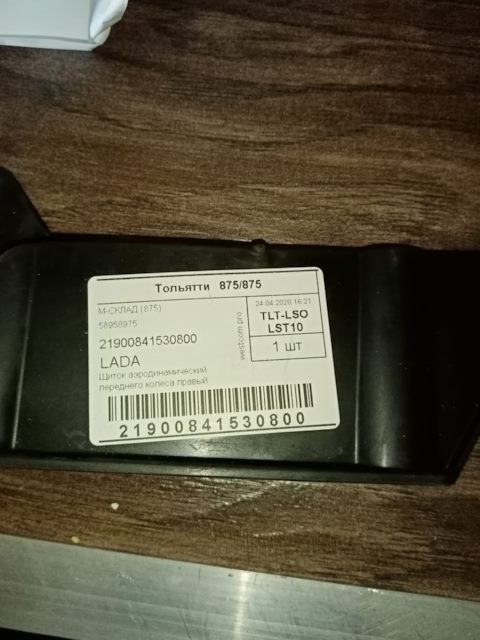 Тольятти 875/875
М-СКЛАД (875)
58958975
21900841530800
LADA
Щиток аэродинамический
переднего колеса правый
westcom.pro
24.04.2020 16:21
TLT-LSO
LST10
1 шт
21900841530800